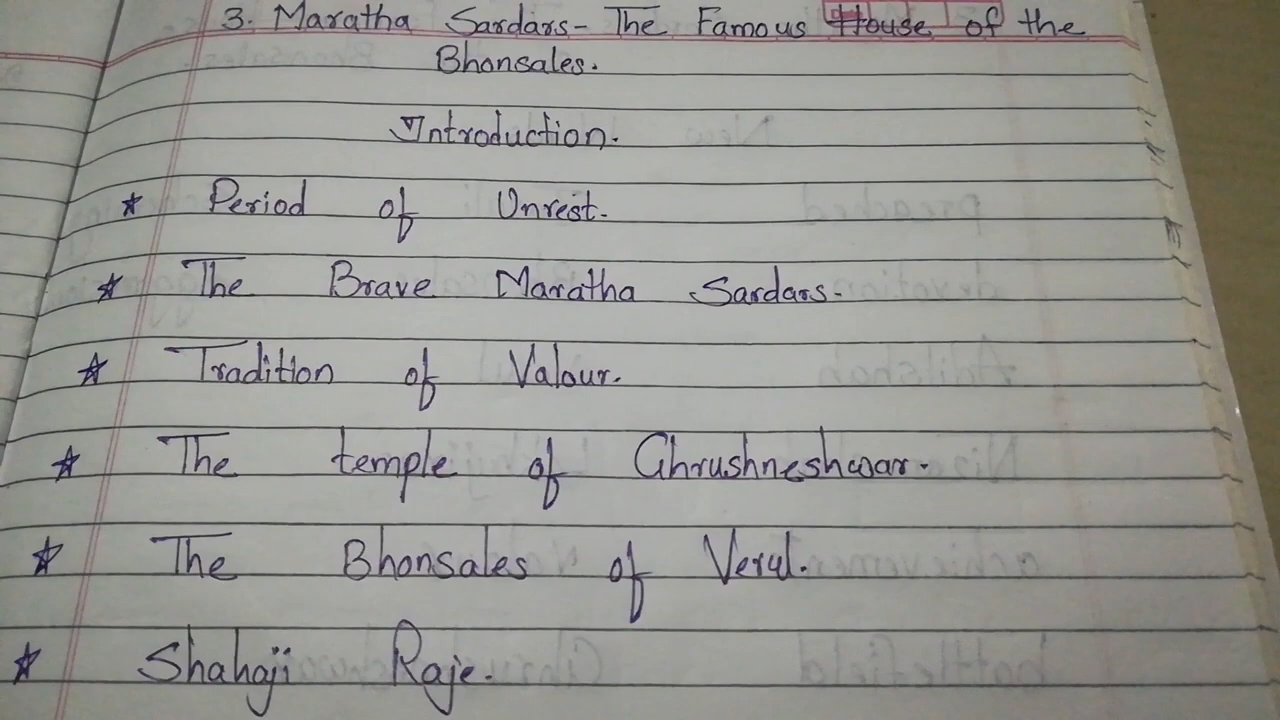 3. Maratha Sardars- The Famous House of the
Bhonsales.
Introduction.
* Period of Unrest.
* The Brave Maratha Sardars.
* Tradition of Valour.
* The temple of Ghrushneshwar.
* The Bhonsales of Verul.
* Shahaji Raje.